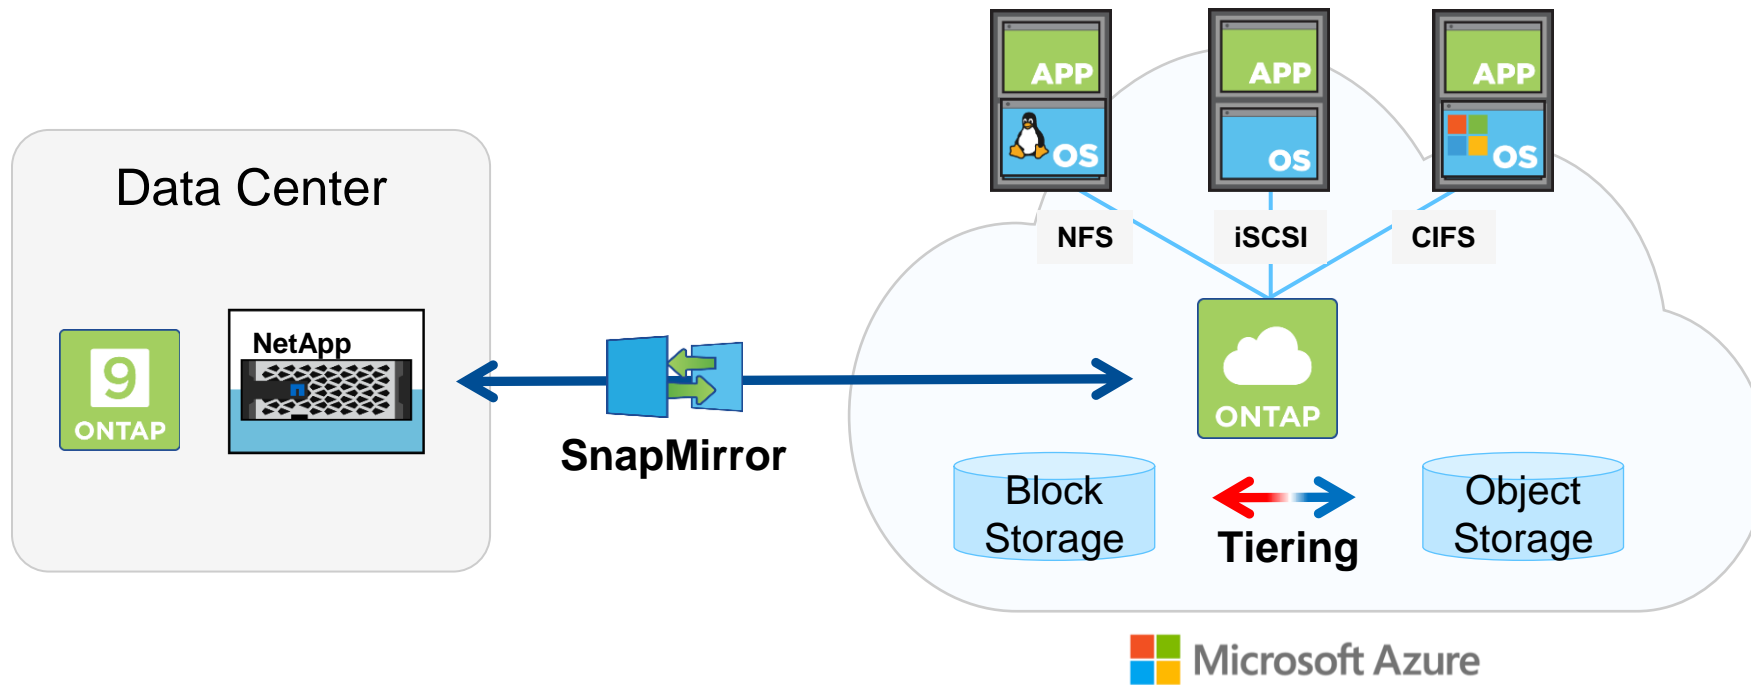 APP
OS
APP
OS
APP
OS
Data Center
NFS
iSCSI
CIFS
9
ONTAP
NetApp
SnapMirror
ONTAP
Block
Storage
Tiering
Object
Storage
Microsoft Azure